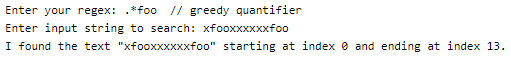 Enter your regex: .*foo  // greedy quantifier
Enter input string to search: xfooxxxxxxfoo
I found the text "xfooxxxxxxfoo" starting at index 0 and ending at index 13.